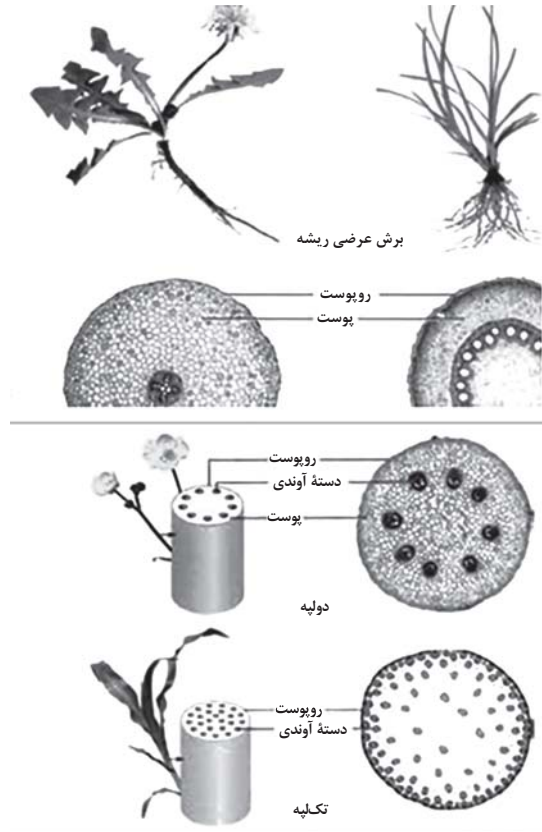 برش عرضی ریشه
روپوست
پوست
روپوست
دستهٔ آوندی
پوست
دولپه
روپوست
دستهٔ آوندی
تک‌لپه